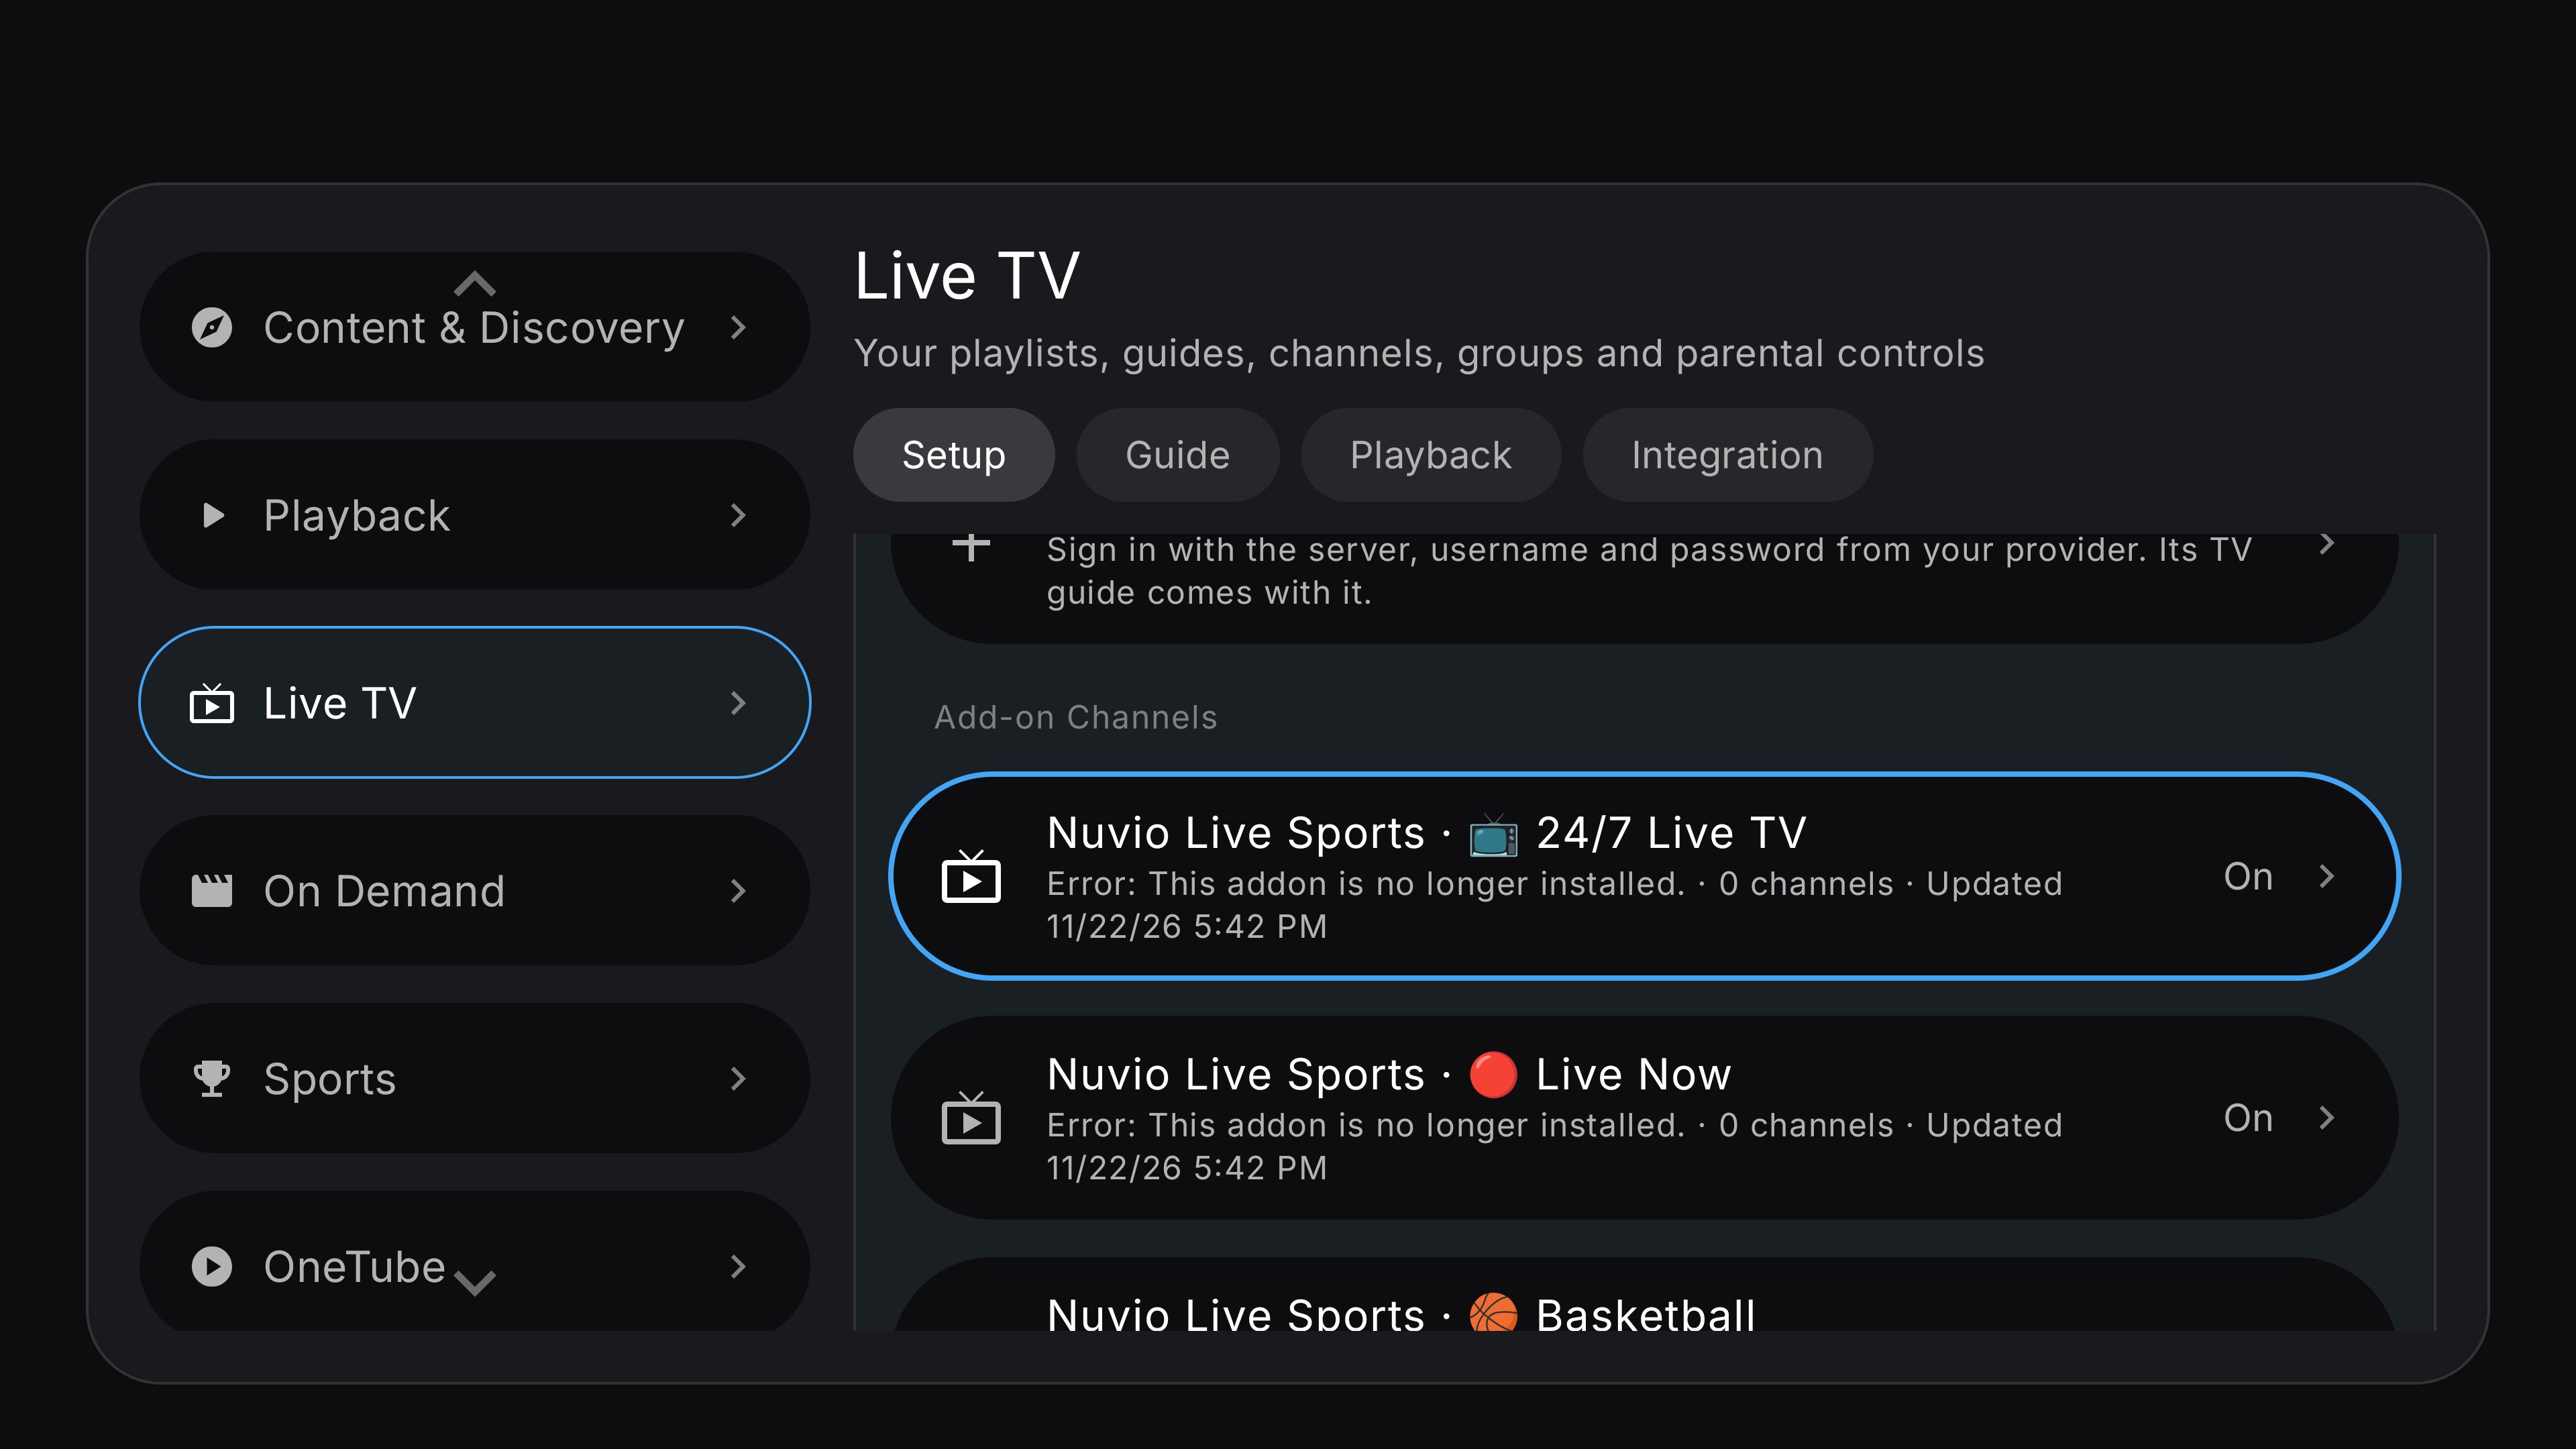 Content & Discovery
Playback
Live TV
On Demand
Sports
OneTube
Live TV
Your playlists, guides, channels, groups and parental controls
Setup
Guide
Playback
Integration
Sign in with the server, username and password from your provider. Its TV
guide comes with it.
Add-on Channels
Nuvio Live Sports · 📺 24/7 Live TV
Error: This addon is no longer installed. · 0 channels · Updated
11/22/26 5:42 PM
On
Nuvio Live Sports · 🔴 Live Now
Error: This addon is no longer installed. · 0 channels · Updated
11/22/26 5:42 PM
On
Nuvio Live Sports · 🏀 Basketball